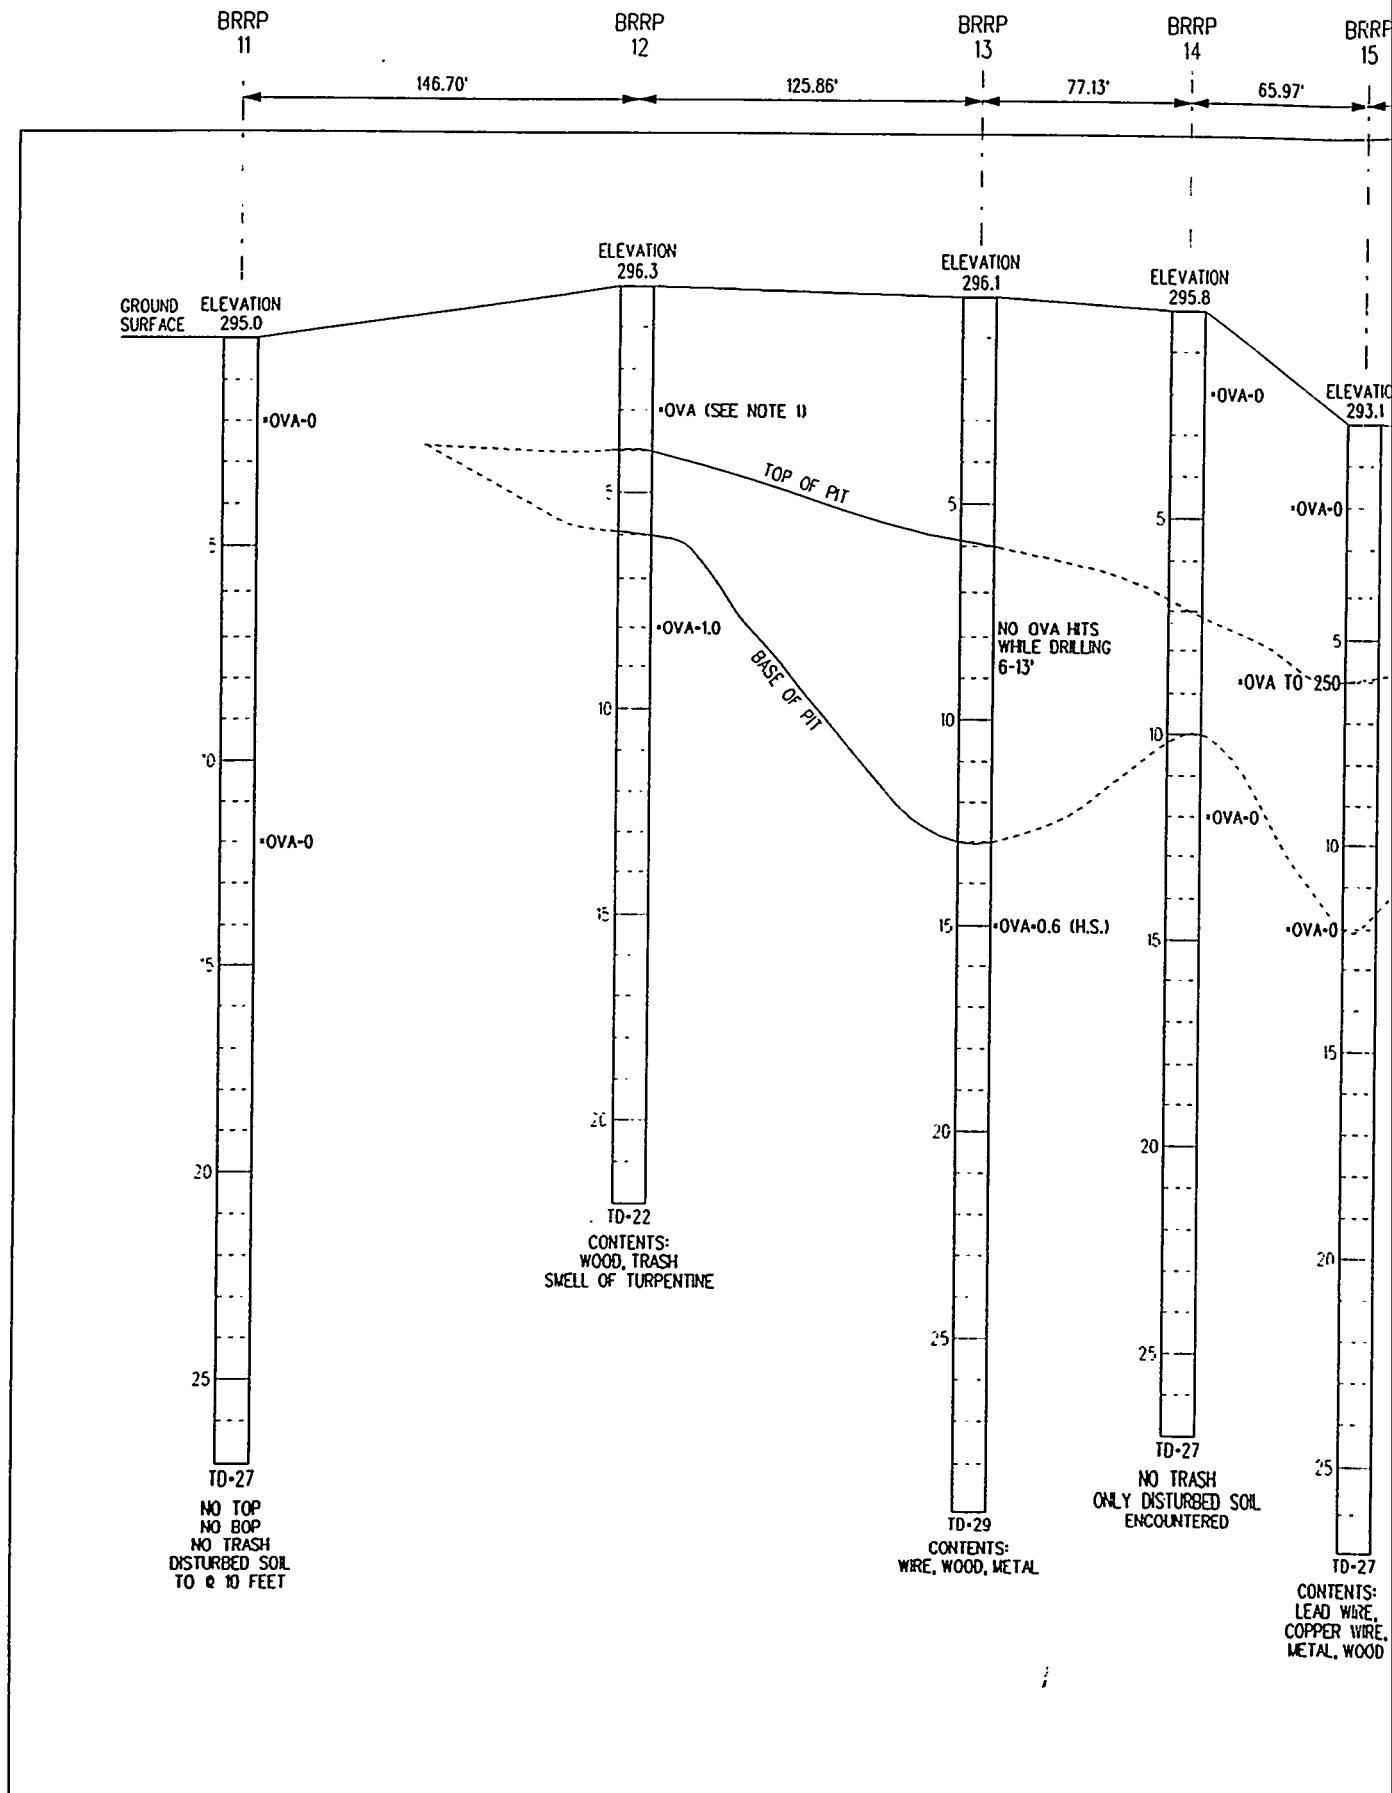 BRRP
11
BRRP
12
BRRP
13
BRRP
14
BRRP
15
146.70'
125.86'
77.13'
65.97'
GROUND
SURFACE
ELEVATION
295.0
ELEVATION
296.3
ELEVATION
296.1
ELEVATION
295.8
ELEVATIO
293.1
OVA=0
5
10
OVA=0
15
20
25
TD=27
NO TOP
NO BOP
NO TRASH
DISTURBED SOIL
TO @ 10 FEET
OVA (SEE NOTE 1)
5
OVA=1.0
10
15
20
TD=22
CONTENTS:
WOOD, TRASH
SMELL OF TURPENTINE
TOP OF PIT
BASE OF PIT
5
NO OVA HITS
WHILE DRILLING
6-13'
10
15
OVA=0.6 (H.S.)
20
25
TD=29
CONTENTS:
WIRE, WOOD, METAL
OVA=0
5
10
OVA=0
15
20
25
TD=27
NO TRASH
ONLY DISTURBED SOIL
ENCOUNTERED
OVA=0
5
OVA TO 250
10
OVA=0
15
20
25
TD=27
CONTENTS:
LEAD WIRE,
COPPER WIRE,
METAL, WOOD